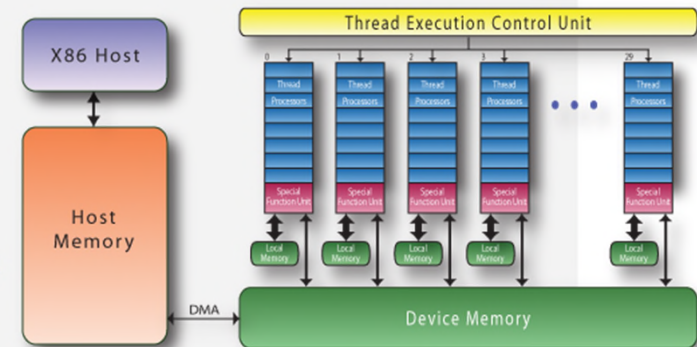 Thread Execution Control Unit
X86 Host
0
1
2
3
29
Thread
Processors
Thread
Processors
Thread
Processors
Thread
Processors
Thread
Processors
Special
Function Unit
Special
Function Unit
Special
Function Unit
Special
Function Unit
Special
Function Unit
Host
Memory
Local
Memory
Local
Memory
Local
Memory
Local
Memory
Local
Memory
DMA
Device Memory